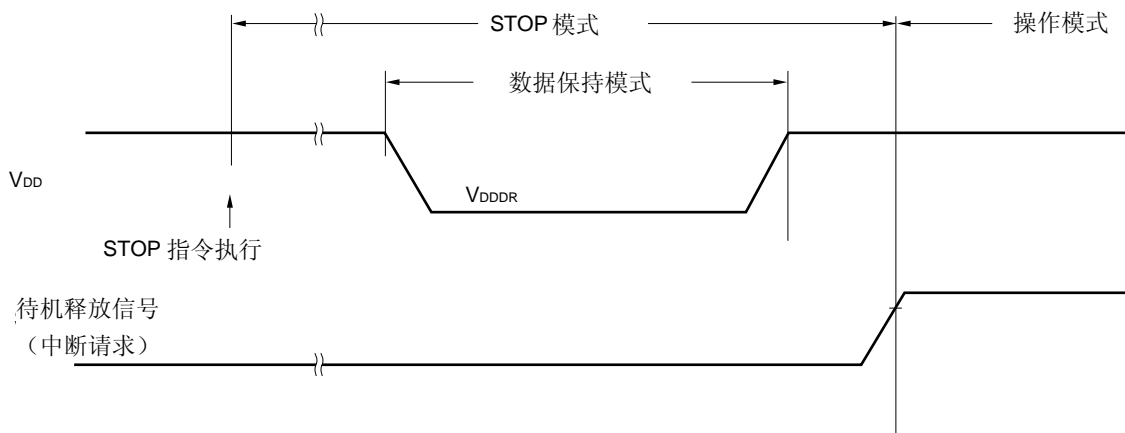 STOP 模式
操作模式
数据保持模式
VDD
VDDDR
STOP 指令执行
待机释放信号
（中断请求）